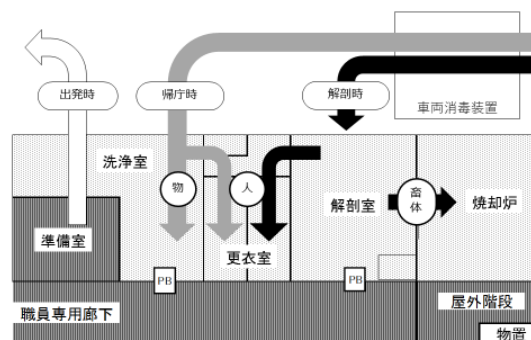 出発時
帰庁時
解剖時
車両消毒装置
洗浄室
物
人
解剖室
畜
体
焼却炉
準備室
更衣室
PB
PB
職員専用廊下
屋外階段
物置